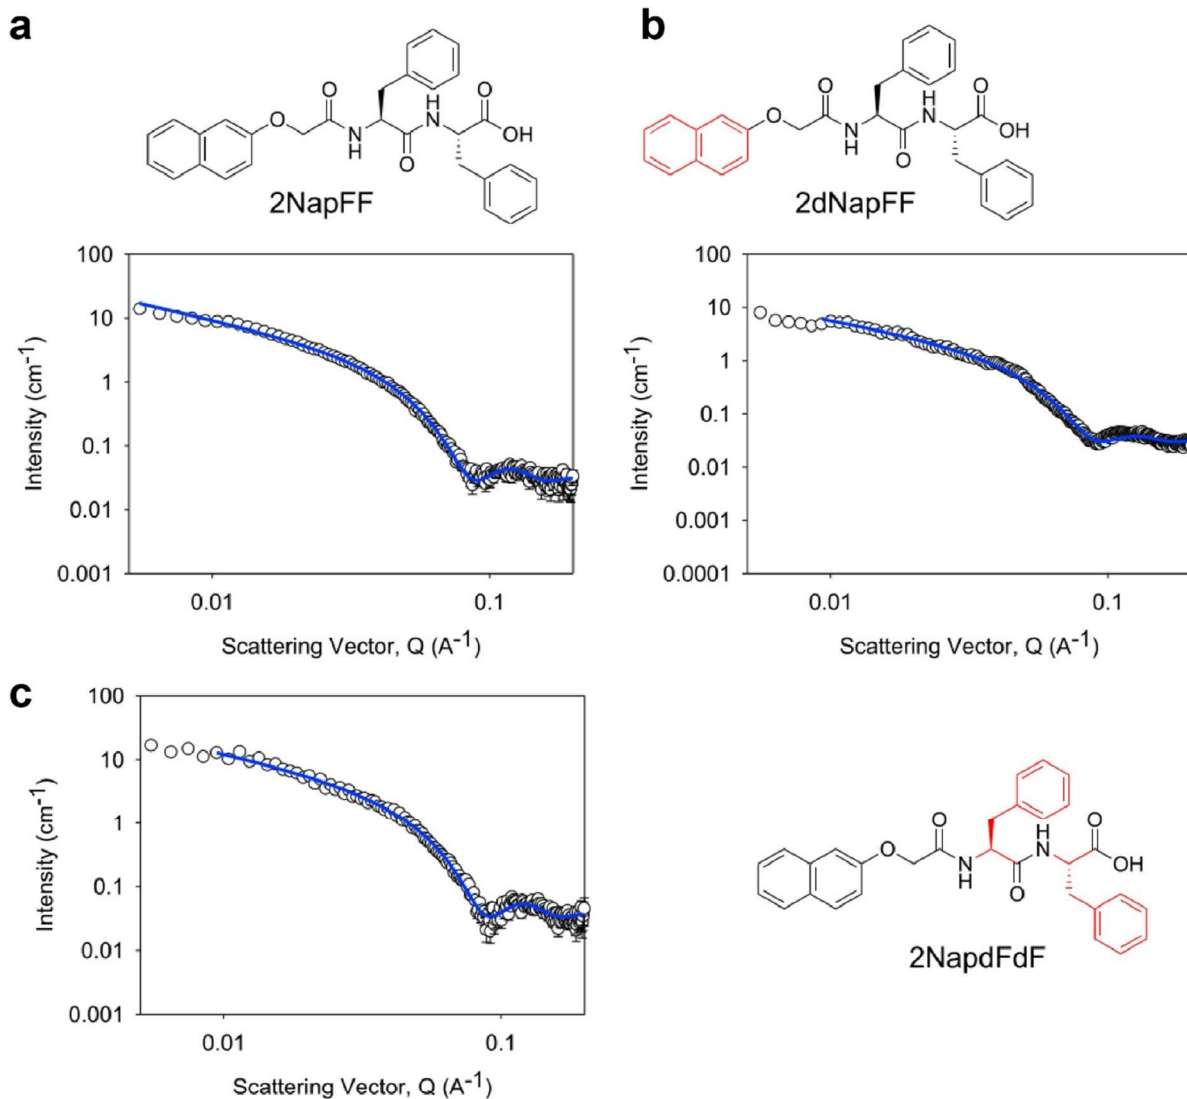 a
O
O
N
H
H
N
O
O
OH
2NapFF
100
10
1
0.1
0.01
0.001
0.01
0.1
Intensity (cm-1)
Scattering Vector, Q (A-1)
b
O
O
N
H
H
N
O
O
OH
2dNapFF
100
10
1
0.1
0.01
0.001
0.0001
0.01
0.1
Intensity (cm-1)
Scattering Vector, Q (A-1)
c
100
10
1
0.1
0.01
0.001
0.01
0.1
Intensity (cm-1)
Scattering Vector, Q (A-1)
O
O
N
H
H
N
O
O
OH
2NapdFdF